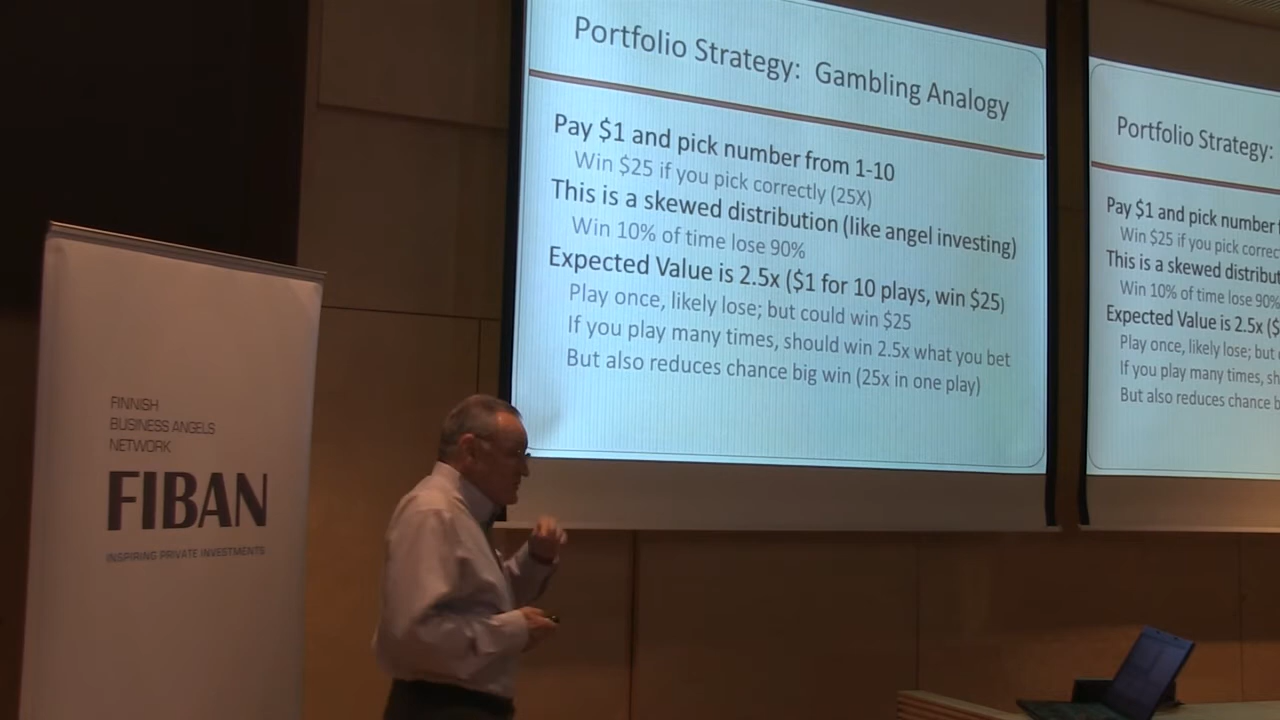 Portfolio Strategy: Gambling Analogy
Pay $1 and pick number from 1-10
Win $25 if you pick correctly (25X)
This is a skewed distribution (like angel investing)
Win 10% of time lose 90%
Expected Value is 2.5x ($1 for 10 plays, win $25)
Play once, likely lose; but could win $25
If you play many times, should win 2.5x what you bet
But also reduces chance big win (25x in one play)
Portfolio Strategy:
Pay $1 and pick number
Win $25 if you pick correc
This is a skewed distribut
Win 10% of time lose 90%
Expected Value is 2.5x ($
Play once, likely lose; but
If you play many times, sh
But also reduces chance b
FINNISH
BUSINESS ANGELS
NETWORK
FIBAN
INSPIRING PRIVATE INVESTMENTS